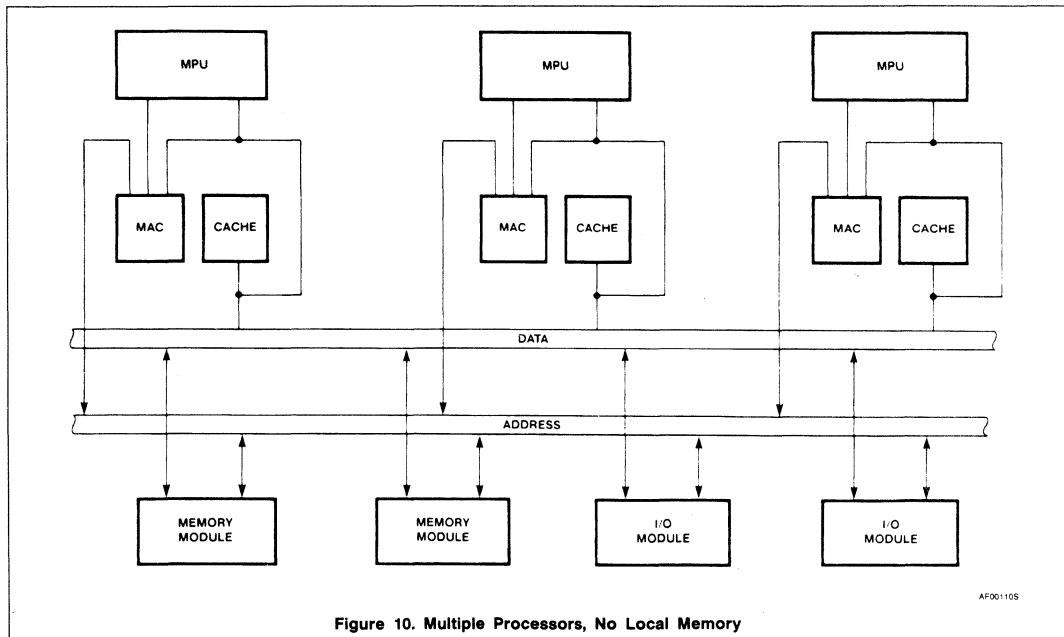 MPU
MPU
MPU
MAC
CACHE
MAC
CACHE
MAC
CACHE
DATA
ADDRESS
MEMORY
MODULE
MEMORY
MODULE
I/O
MODULE
I/O
MODULE
AF00110S
Figure 10. Multiple Processors, No Local Memory